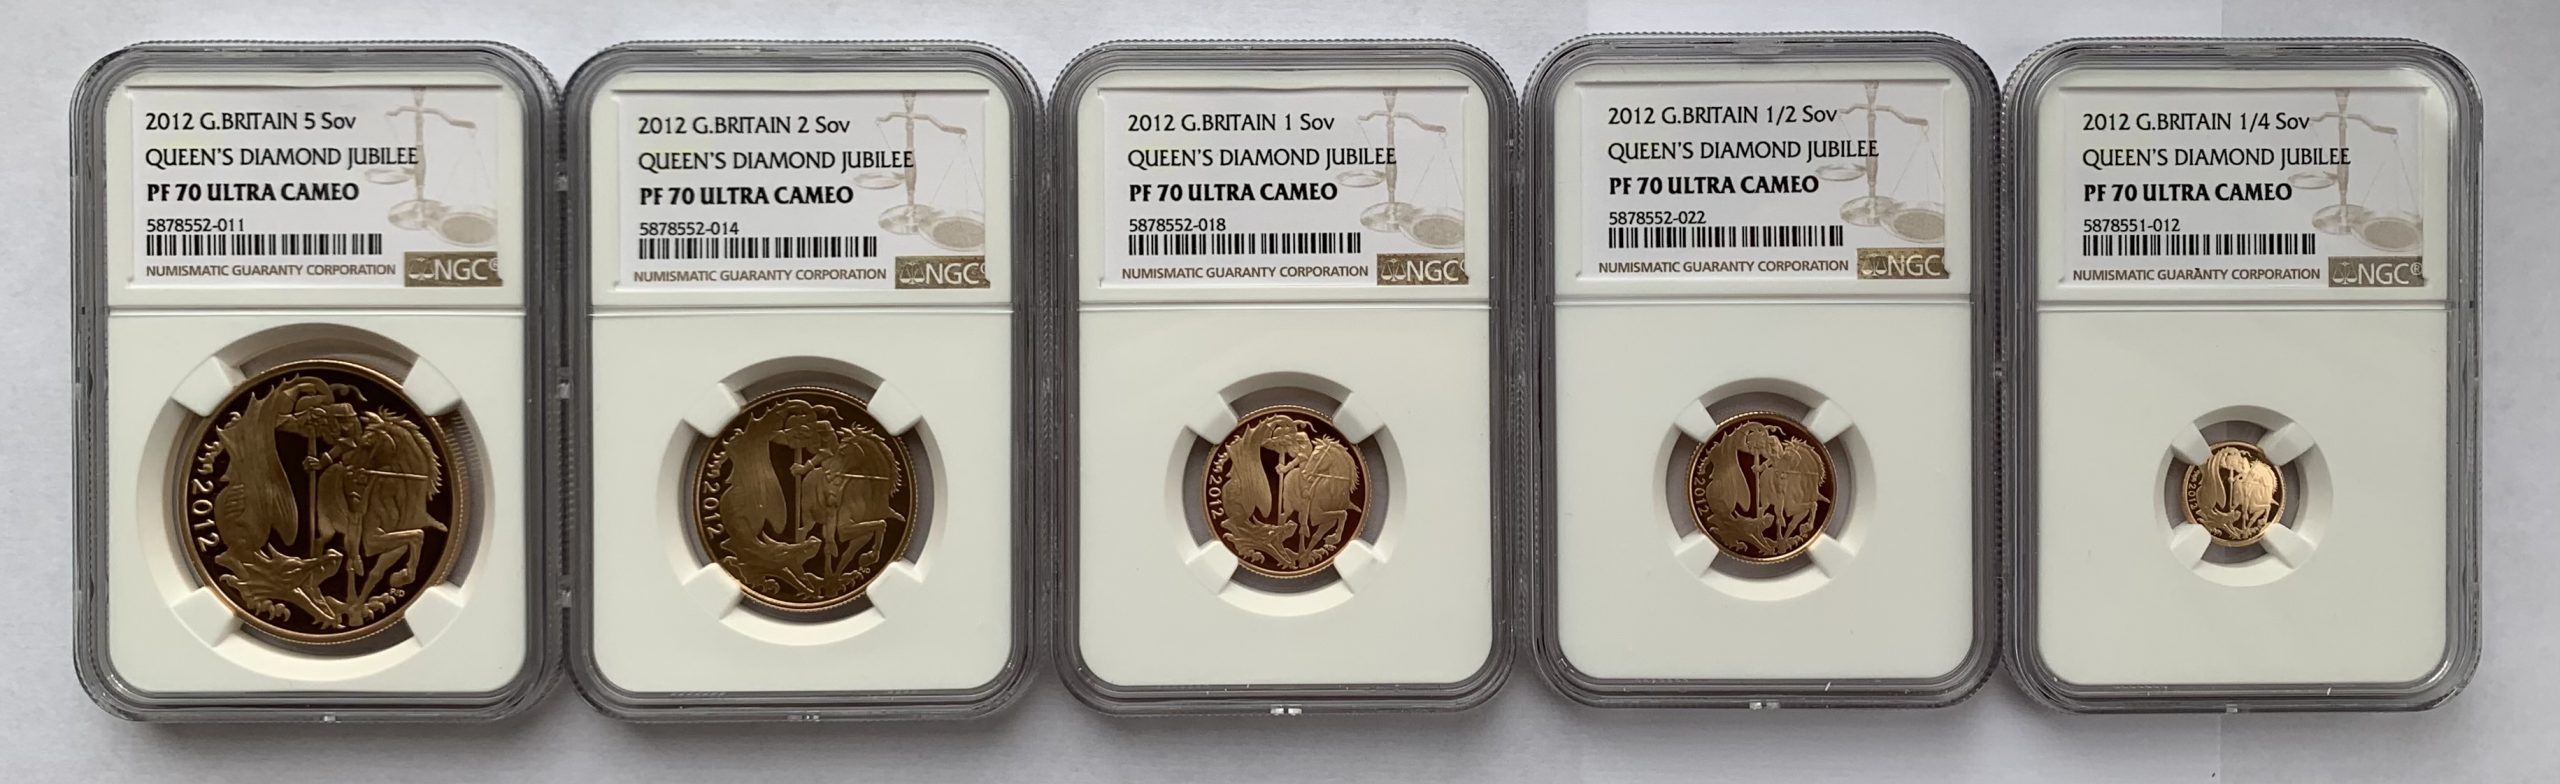 2012 G.BRITAIN 5 Sov
QUEEN'S DIAMOND JUBILEE
PF 70 ULTRA CAMEO
5878552-011
NUMISMATIC GUARANTY CORPORATION NGC®
2012
2012 G.BRITAIN 2 Sov
QUEEN'S DIAMOND JUBILEE
PF 70 ULTRA CAMEO
5878552-014
NUMISMATIC GUARANTY CORPORATION NGC®
2012
2012 G.BRITAIN 1 Sov
QUEEN'S DIAMOND JUBILEE
PF 70 ULTRA CAMEO
5878552-018
NUMISMATIC GUARANTY CORPORATION NGC®
2012
2012 G.BRITAIN 1/2 Sov
QUEEN'S DIAMOND JUBILEE
PF 70 ULTRA CAMEO
5878552-022
NUMISMATIC GUARANTY CORPORATION NGC
2012
2012 G.BRITAIN 1/4 Sov
QUEEN'S DIAMOND JUBILEE
PF 70 ULTRA CAMEO
5878551-012
NUMISMATIC GUARANTY CORPORATION NGC®
2012